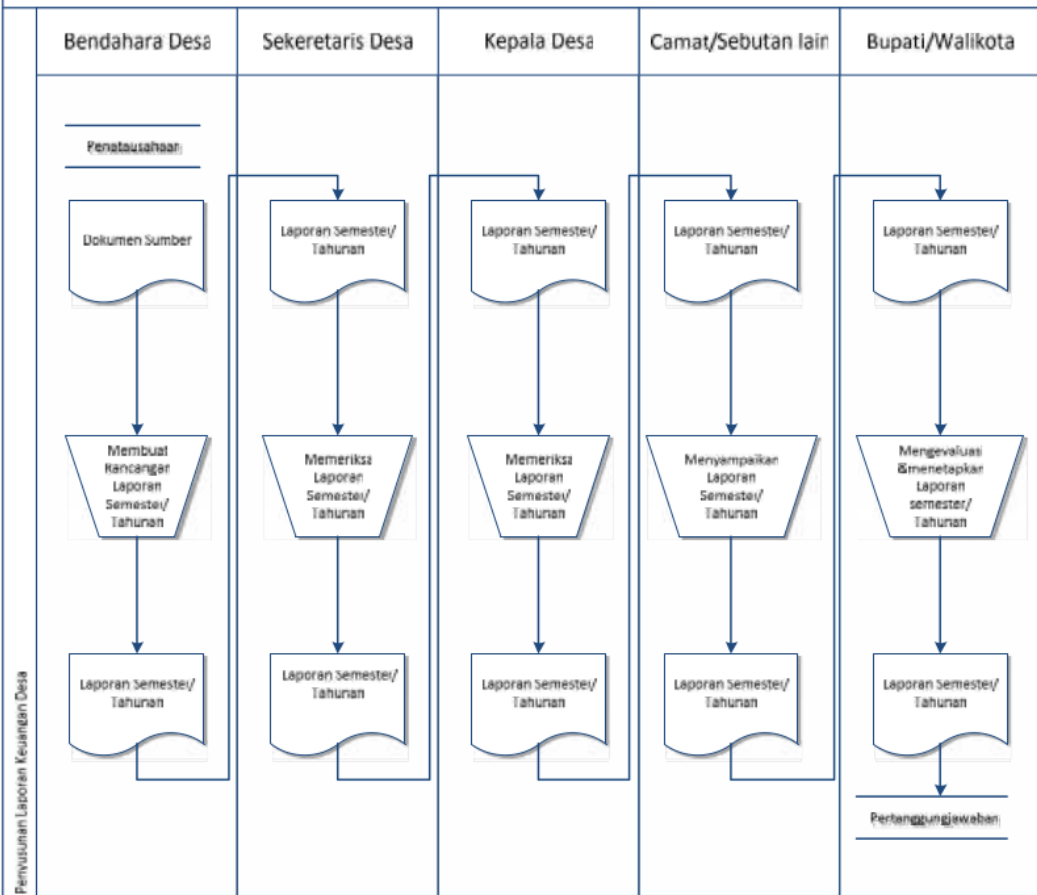 Bendahara Desa
Sekeretaris Desa
Kepala Desa
Camat/Sebutan lain
Bupati/Walikota
Penatausahaan
Dokumen Sumber
Laporan Semester/
Tahunan
Laporan Semester/
Tahunan
Laporan Semester/
Tahunan
Laporan Semester/
Tahunan
Membuat
Rancangan
Laporan
Semester/
Tahunan
Memeriksa
Laporan
Semester/
Tahunan
Memeriksa
Laporan
Semester/
Tahunan
Menyampaikan
Laporan
Semester/
Tahunan
Mengevaluasi
&menetapkan
Laporan
semester/
Tahunan
Laporan Semester/
Tahunan
Laporan Semester/
Tahunan
Laporan Semester/
Tahunan
Laporan Semester/
Tahunan
Laporan Semester/
Tahunan
Pertanggungjawaban
Penyusunan Laporan Keuangan Desa